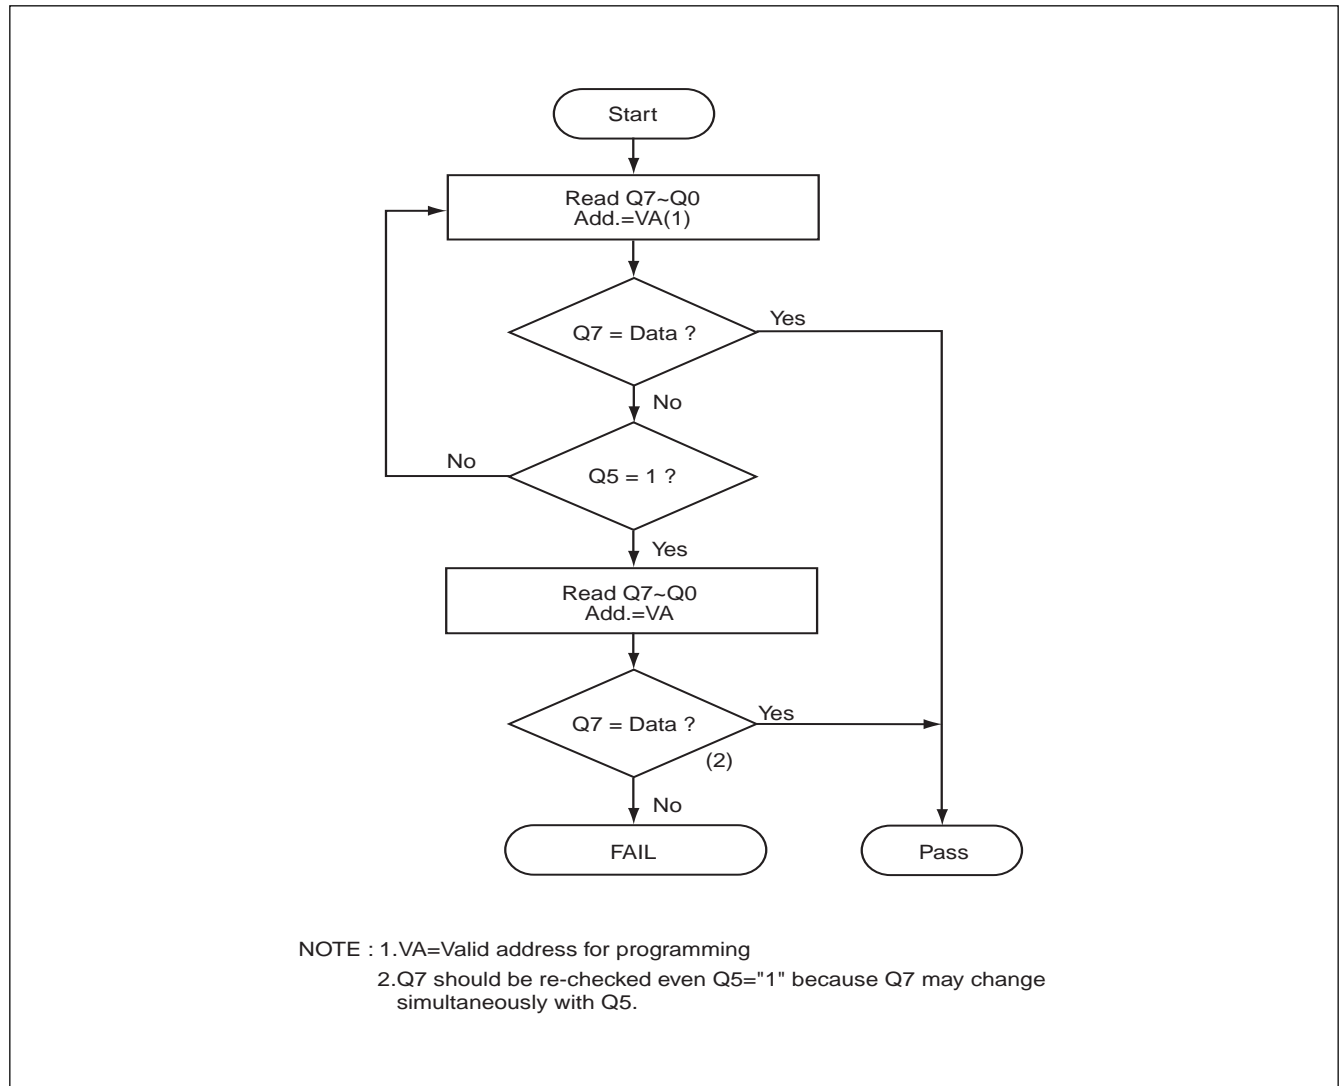 Start
Read Q7~Q0
Add.=VA(1)
Q7 = Data ?
Yes
No
No
Q5 = 1 ?
Yes
Read Q7~Q0
Add.=VA
Q7 = Data ?
Yes
(2)
No
FAIL
Pass
NOTE : 1.VA=Valid address for programming
2.Q7 should be re-checked even Q5="1" because Q7 may change
simultaneously with Q5.